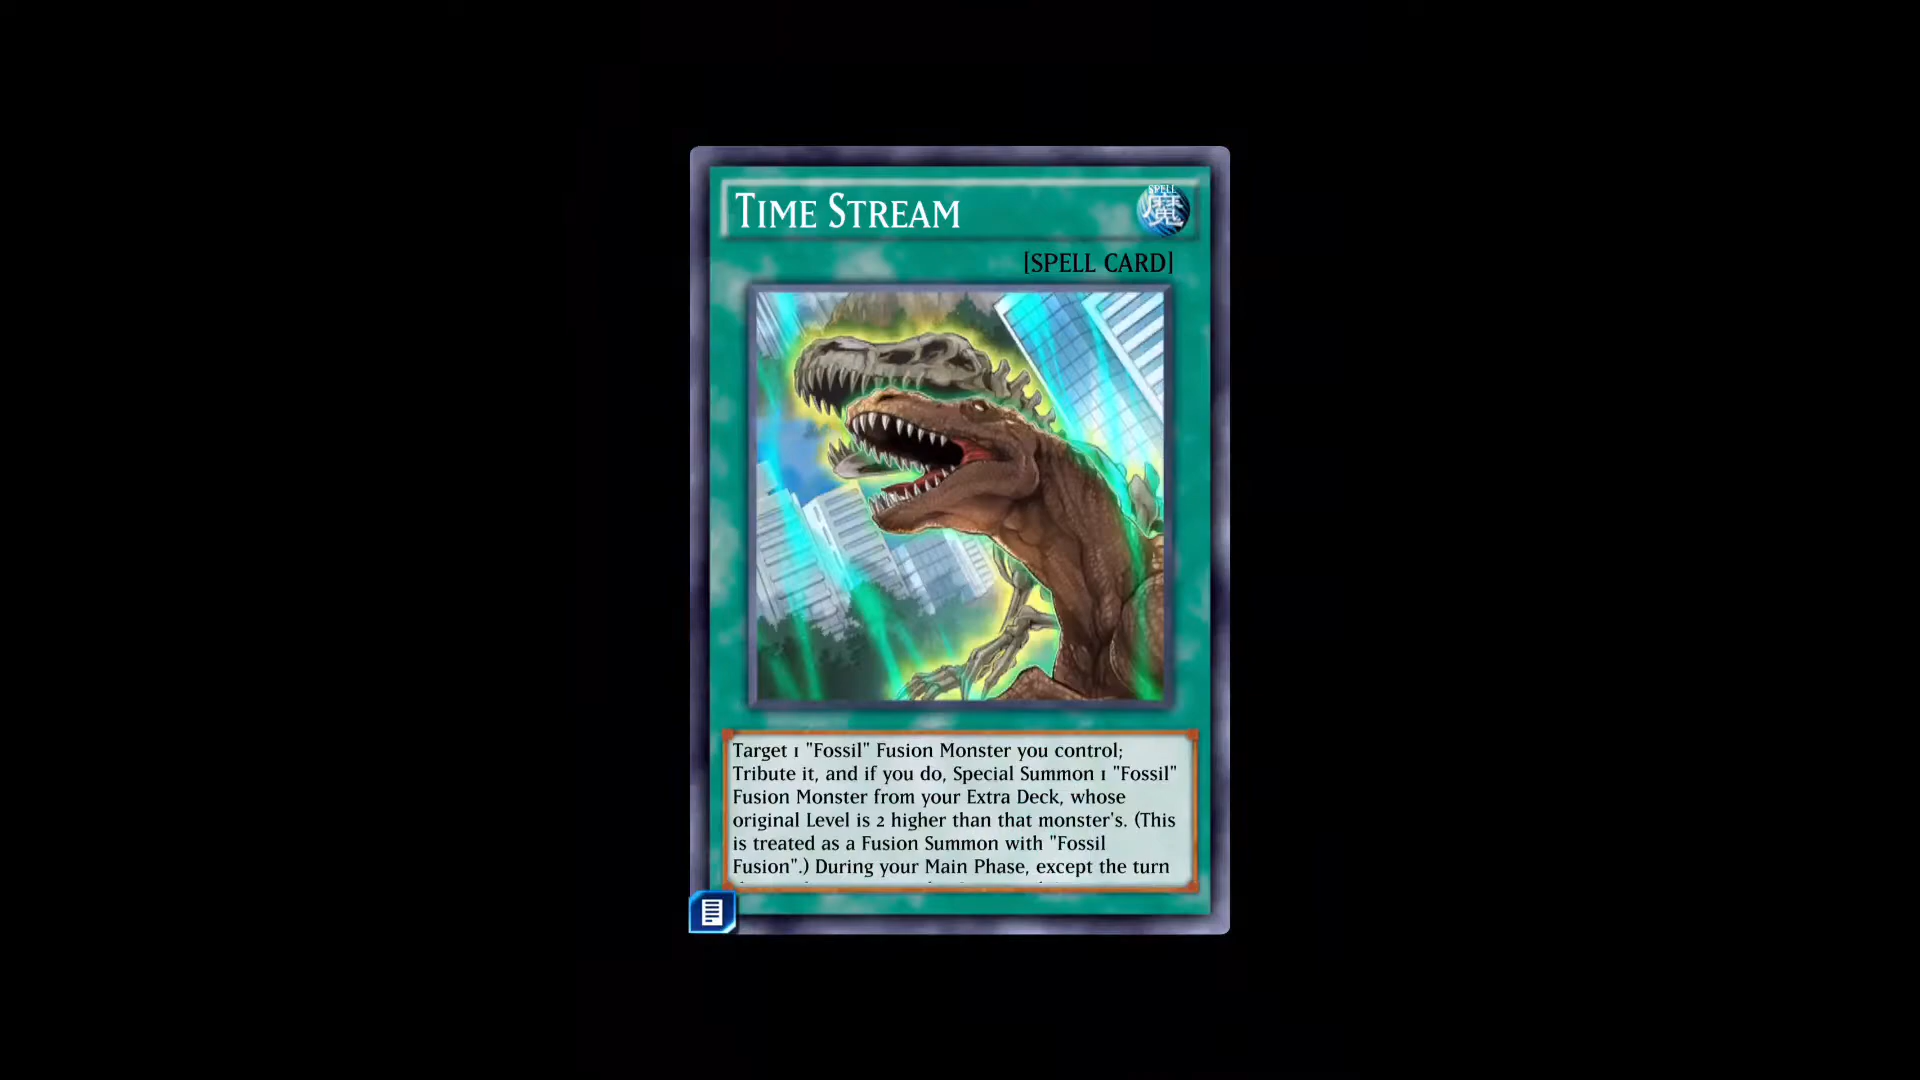 TIME STREAM
SPELL
魔
[SPELL CARD]
Target 1 "Fossil" Fusion Monster you control;
Tribute it, and if you do, Special Summon 1 "Fossil"
Fusion Monster from your Extra Deck, whose
original Level is 2 higher than that monster's. (This
is treated as a Fusion Summon with "Fossil
Fusion".) During your Main Phase, except the turn